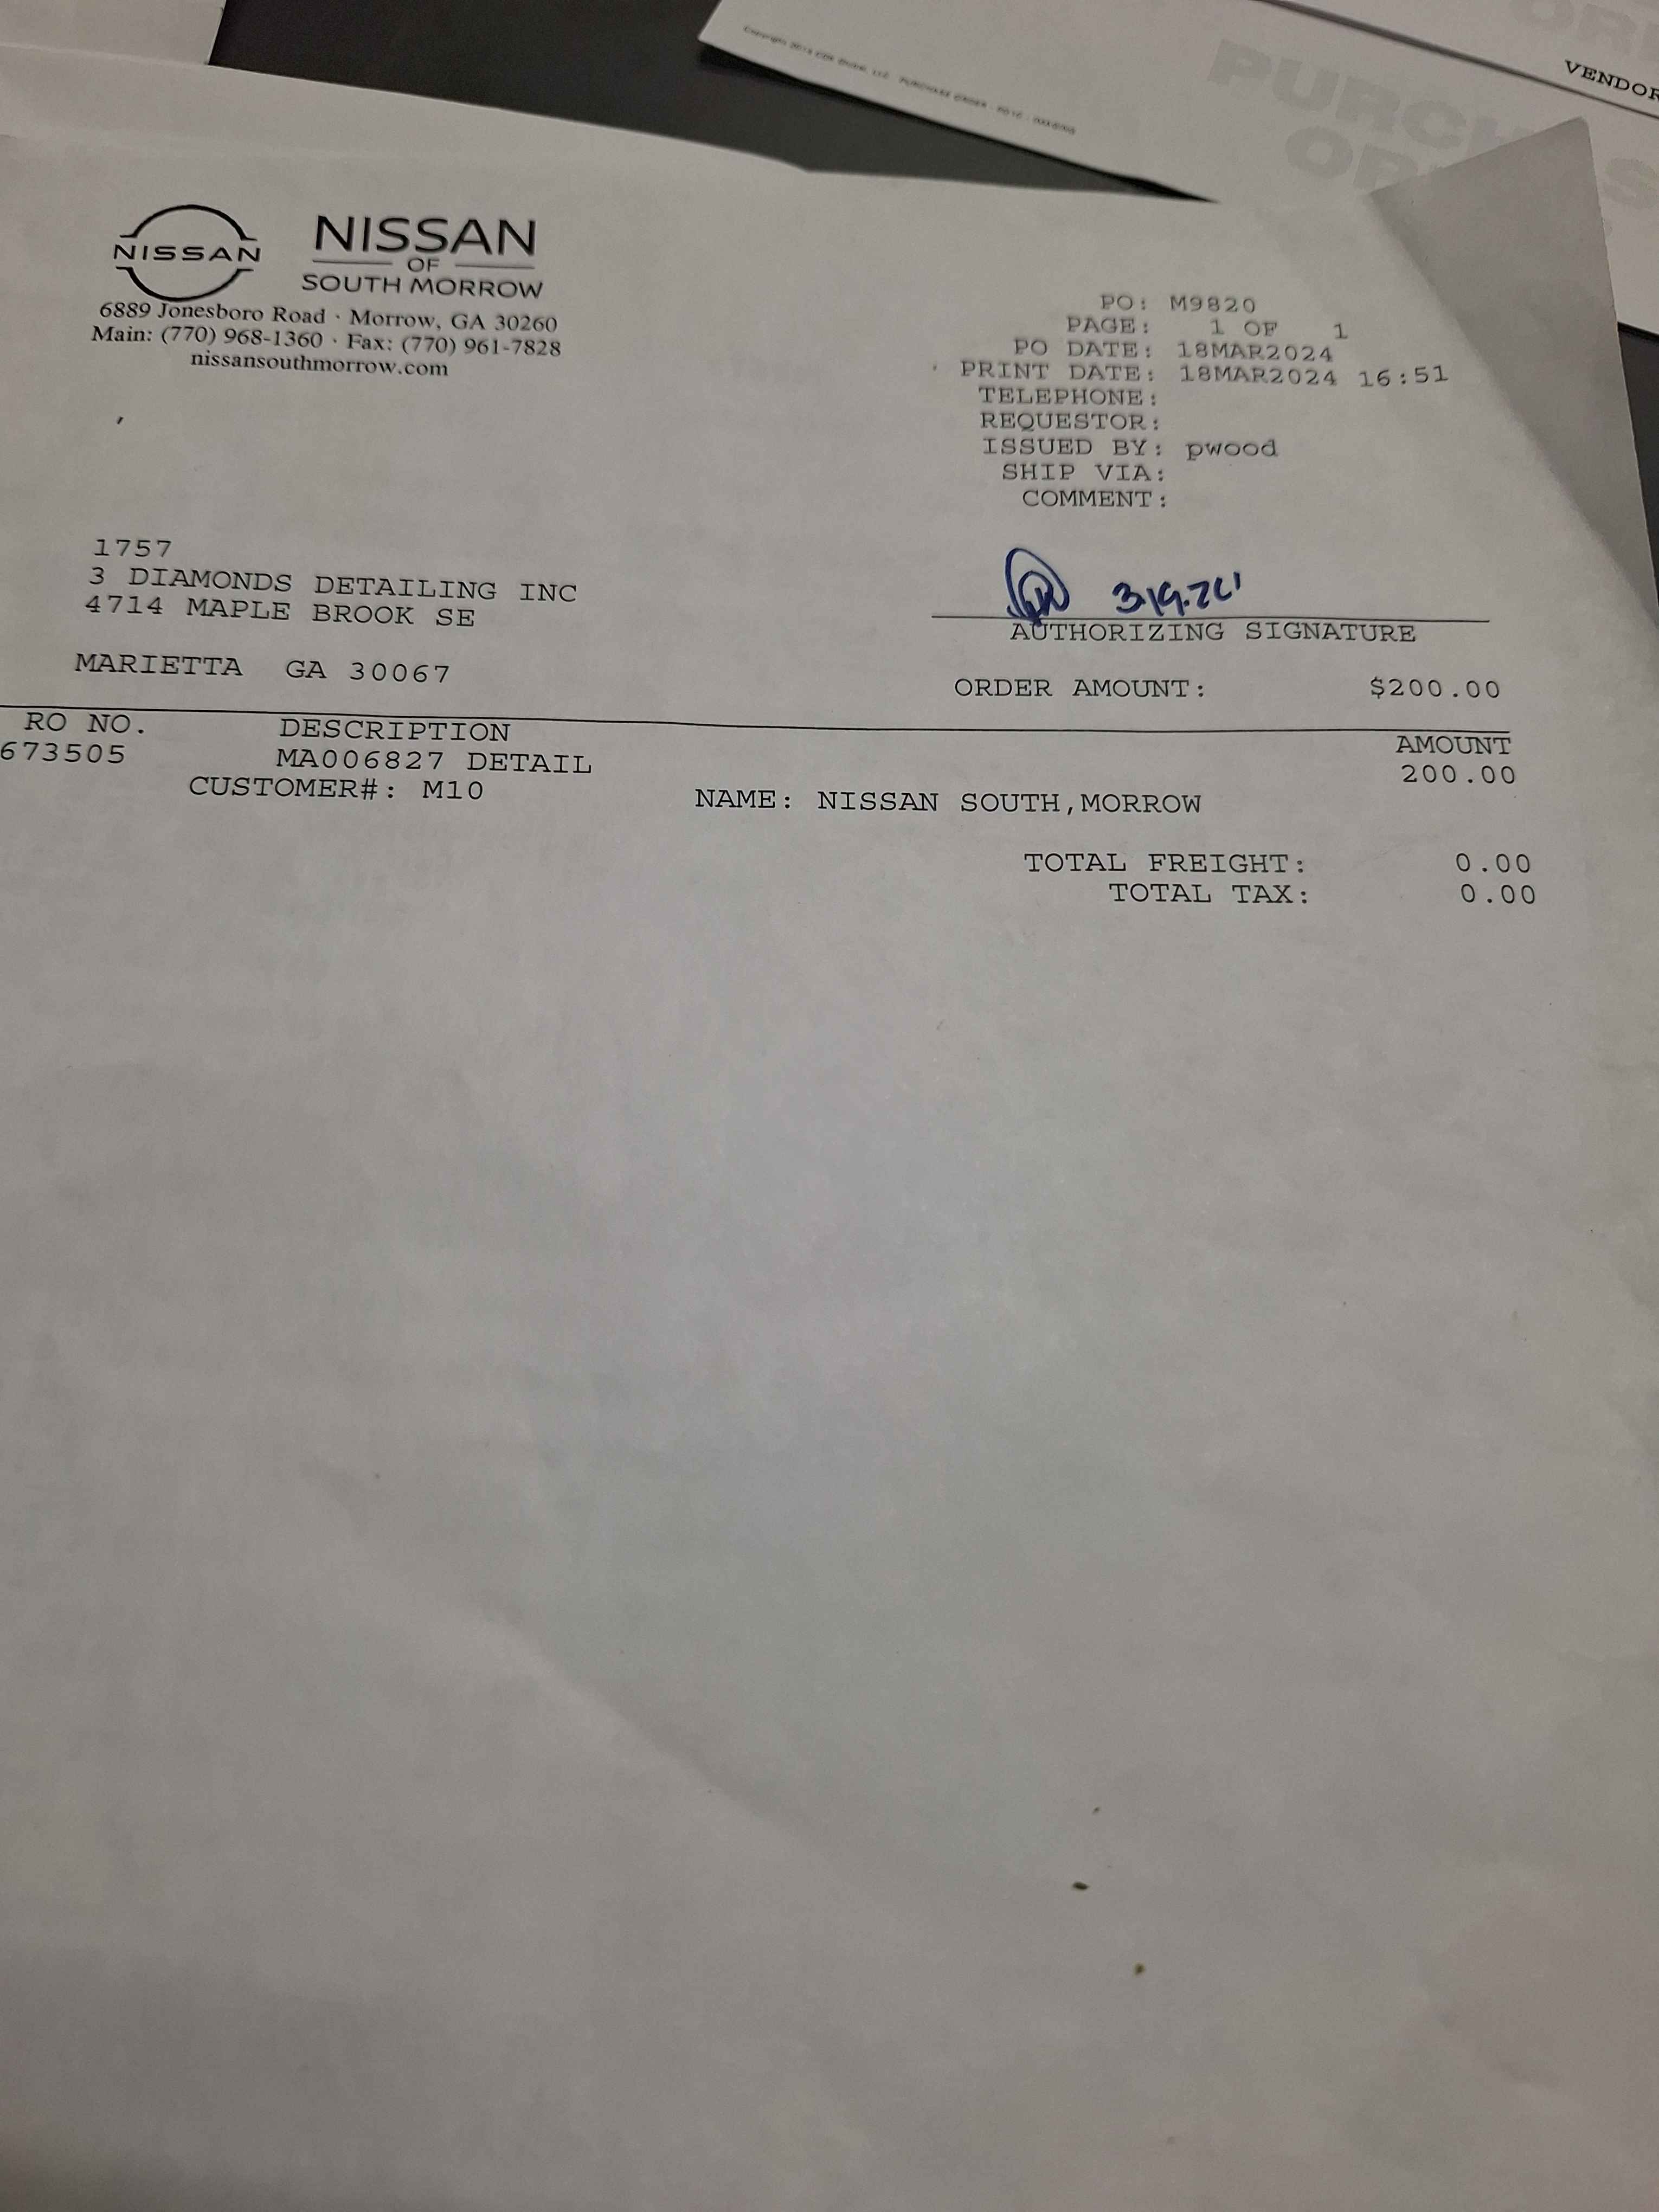 PURCHASE
VENDOR
NISSAN
NISSAN
OF
SOUTH MORROW
6889 Jonesboro Road · Morrow, GA 30260
Main: (770) 968-1360 · Fax: (770) 961-7828
nissansouthmorrow.com
PO: M9820
PAGE: 1 OF 1
PO DATE: 18MAR2024
PRINT DATE: 18MAR2024 16:51
TELEPHONE:
REQUESTOR:
ISSUED BY: pwood
SHIP VIA:
COMMENT:
1757
3 DIAMONDS DETAILING INC
4714 MAPLE BROOK SE
MARIETTA GA 30067
3.19.24
AUTHORIZING SIGNATURE
ORDER AMOUNT: $200.00
RO NO. DESCRIPTION AMOUNT
673505 MA006827 DETAIL 200.00
CUSTOMER#: M10 NAME: NISSAN SOUTH,MORROW
TOTAL FREIGHT: 0.00
TOTAL TAX: 0.00